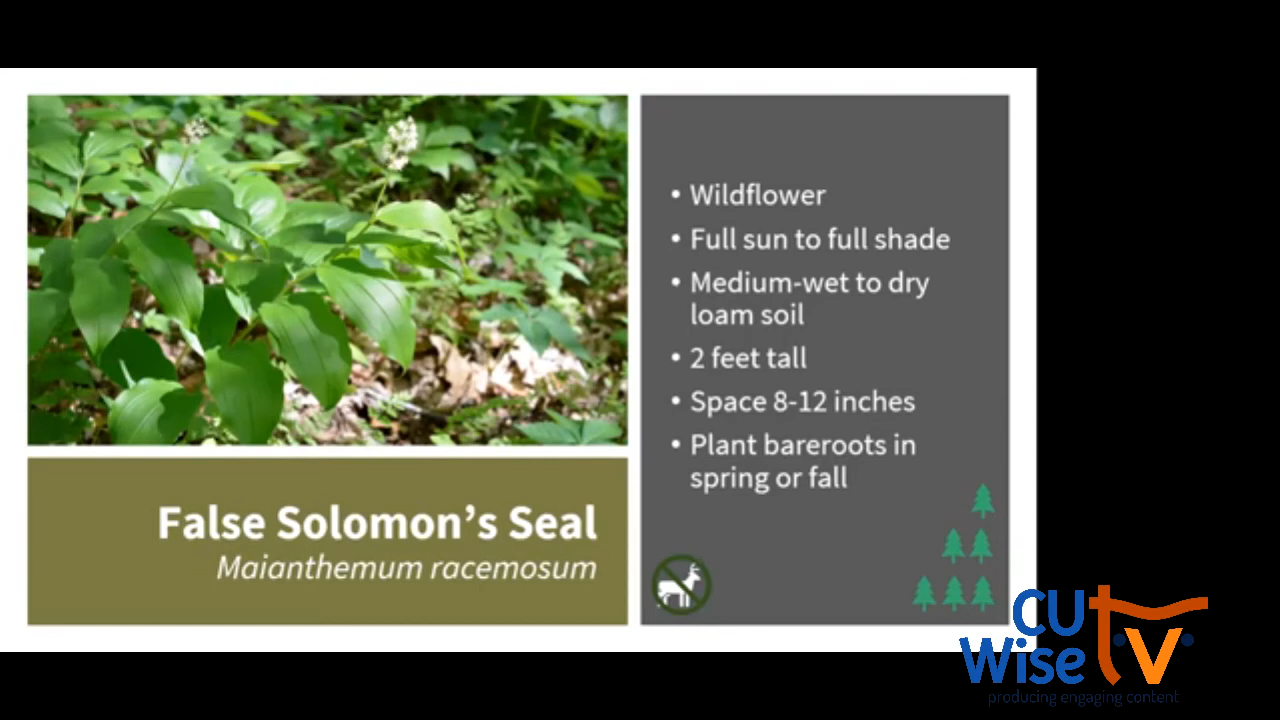 False Solomon's Seal
Maianthemum racemosum
• Wildflower
• Full sun to full shade
• Medium-wet to dry
loam soil
• 2 feet tall
• Space 8-12 inches
• Plant bareroots in
spring or fall
CU
Wise
tv
producing engaging content